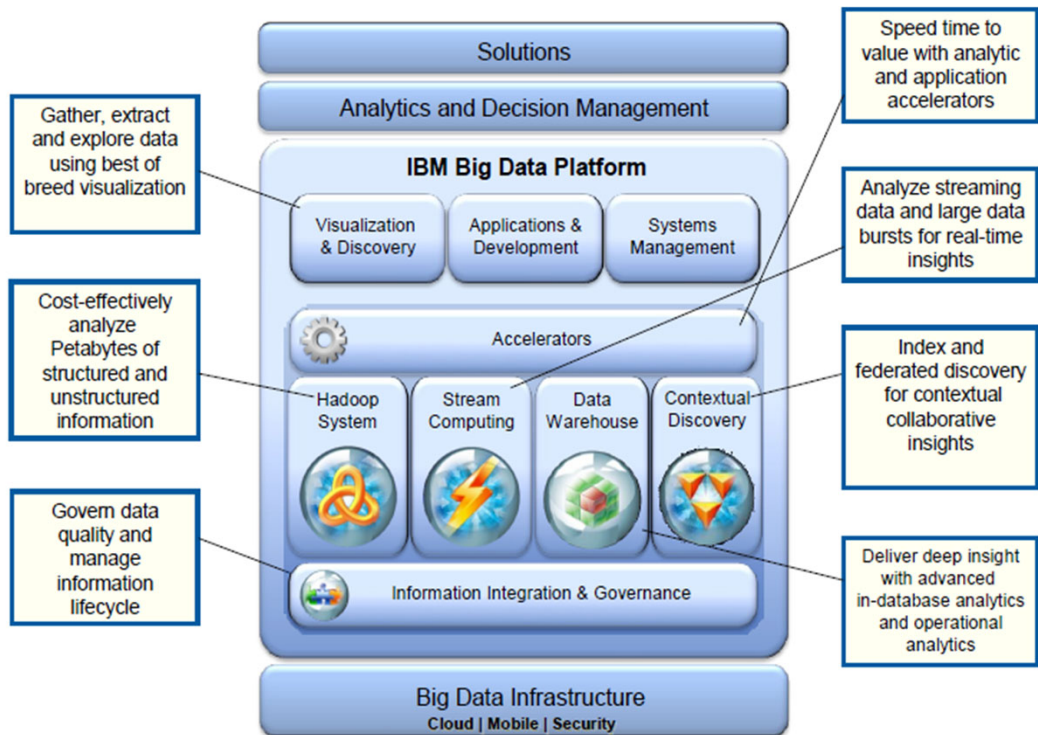 Solutions
Analytics and Decision Management
IBM Big Data Platform
Visualization
& Discovery
Applications &
Development
Systems
Management
Accelerators
Hadoop
System
Stream
Computing
Data
Warehouse
Contextual
Discovery
Information Integration & Governance
Big Data Infrastructure
Cloud | Mobile | Security
Gather, extract
and explore data
using best of
breed visualization
Cost-effectively
analyze
Petabytes of
structured and
unstructured
information
Govern data
quality and
manage
information
lifecycle
Speed time to
value with analytic
and application
accelerators
Analyze streaming
data and large data
bursts for real-time
insights
Index and
federated discovery
for contextual
collaborative
insights
Deliver deep insight
with advanced
in-database analytics
and operational
analytics